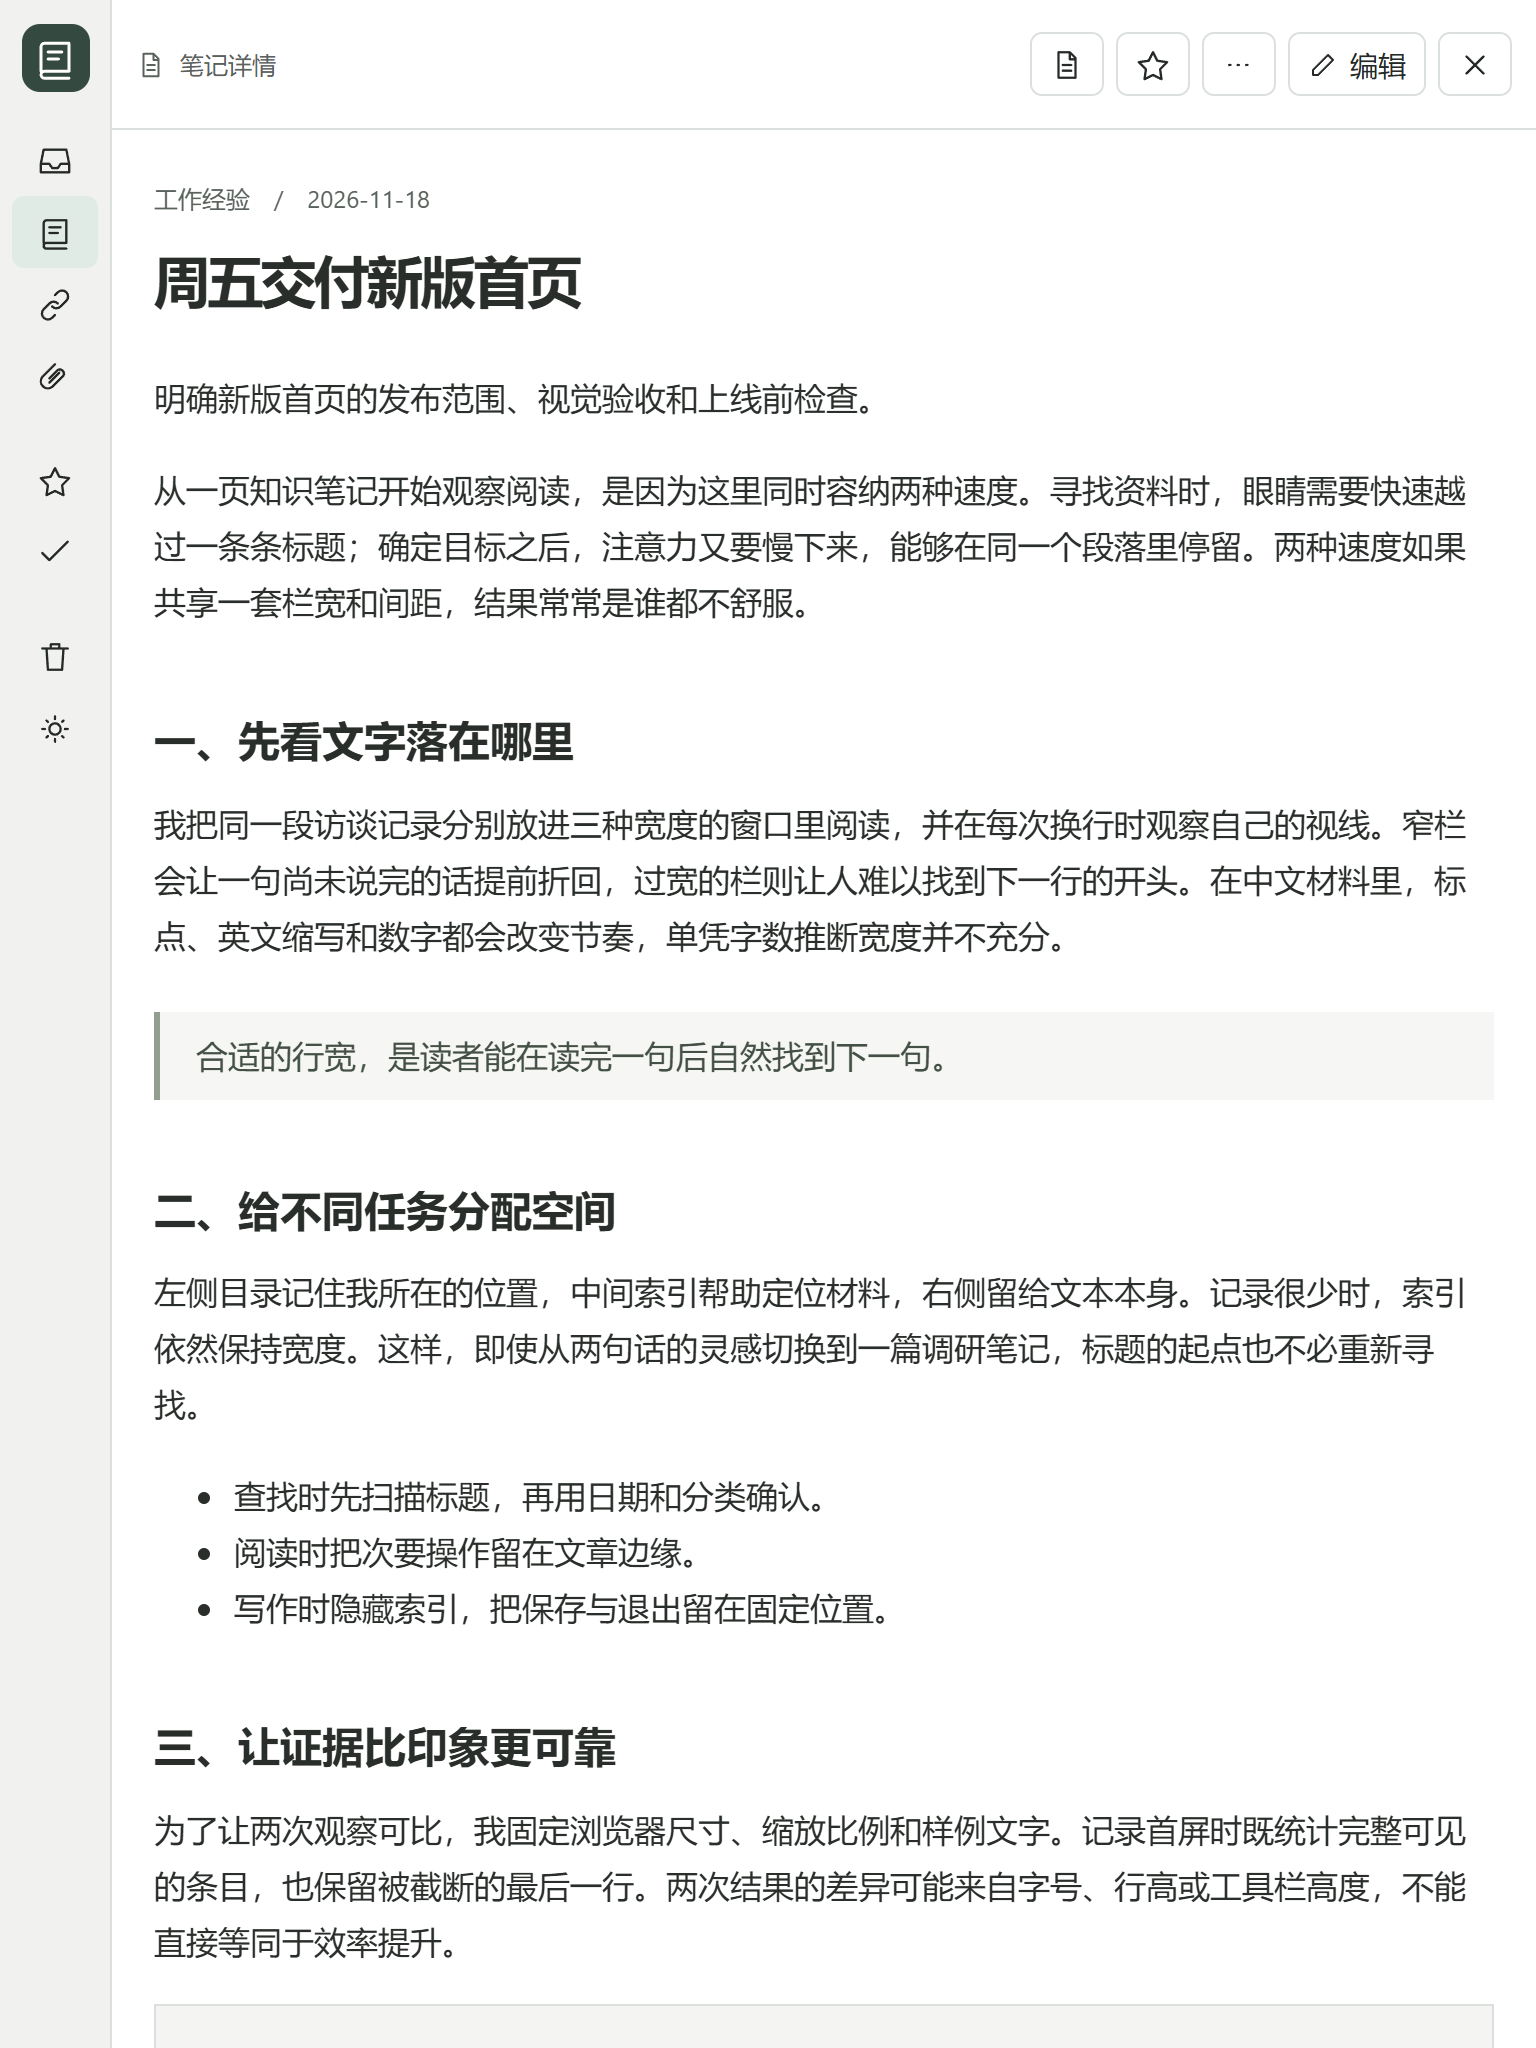 笔记详情
编辑
工作经验 / 2026-11-18
周五交付新版首页
明确新版首页的发布范围、视觉验收和上线前检查。
从一页知识笔记开始观察阅读，是因为这里同时容纳两种速度。寻找资料时，眼睛需要快速越
过一条条标题；确定目标之后，注意力又要慢下来，能够在同一个段落里停留。两种速度如果
共享一套栏宽和间距，结果常常是谁都不舒服。
一、先看文字落在哪里
我把同一段访谈记录分别放进三种宽度的窗口里阅读，并在每次换行时观察自己的视线。窄栏
会让一句尚未说完的话提前折回，过宽的栏则让人难以找到下一行的开头。在中文材料里，标
点、英文缩写和数字都会改变节奏，单凭字数推断宽度并不充分。
合适的行宽，是读者能在读完一句后自然找到下一句。
二、给不同任务分配空间
左侧目录记住我所在的位置，中间索引帮助定位材料，右侧留给文本本身。记录很少时，索引
依然保持宽度。这样，即使从两句话的灵感切换到一篇调研笔记，标题的起点也不必重新寻
找。
• 查找时先扫描标题，再用日期和分类确认。
• 阅读时把次要操作留在文章边缘。
• 写作时隐藏索引，把保存与退出留在固定位置。
三、让证据比印象更可靠
为了让两次观察可比，我固定浏览器尺寸、缩放比例和样例文字。记录首屏时既统计完整可见
的条目，也保留被截断的最后一行。两次结果的差异可能来自字号、行高或工具栏高度，不能
直接等同于效率提升。